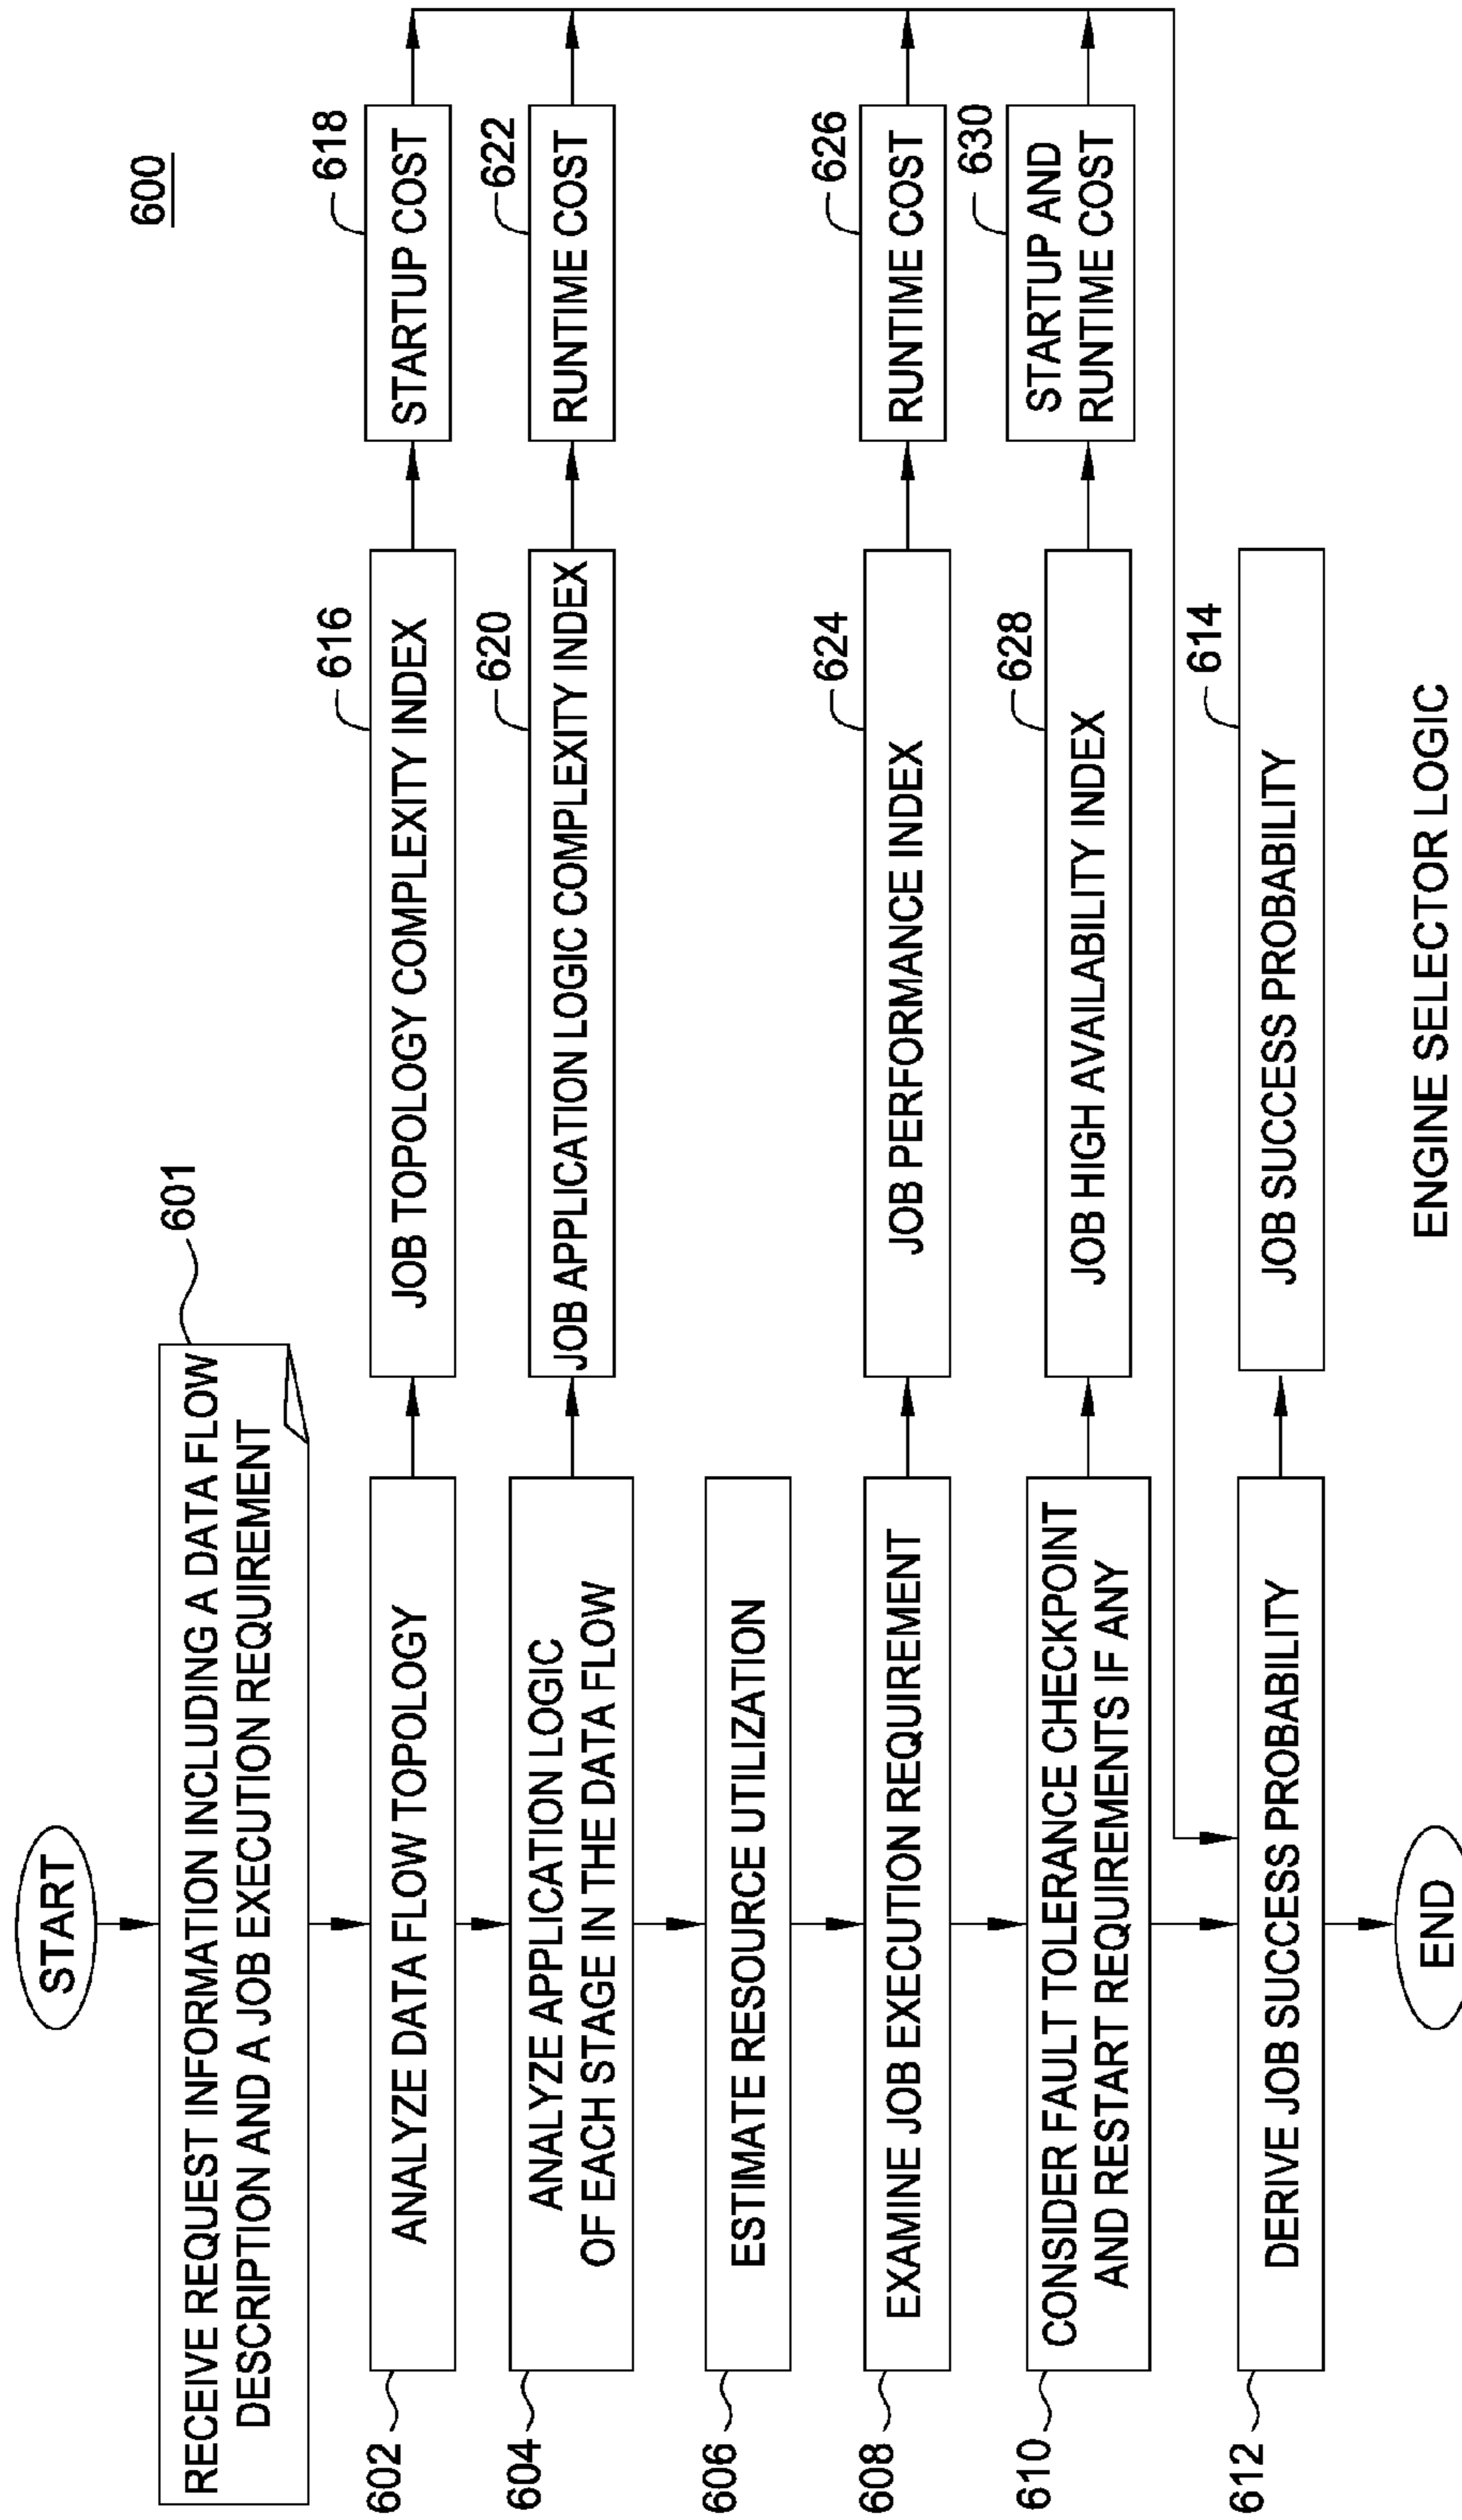 600
START
601
RECEIVE REQUEST INFORMATION INCLUDING A DATA FLOW
DESCRIPTION AND A JOB EXECUTION REQUIREMENT
602
ANALYZE DATA FLOW TOPOLOGY
616
JOB TOPOLOGY COMPLEXITY INDEX
618
STARTUP COST
604
ANALYZE APPLICATION LOGIC
OF EACH STAGE IN THE DATA FLOW
620
JOB APPLICATION LOGIC COMPLEXITY INDEX
622
RUNTIME COST
606
ESTIMATE RESOURCE UTILIZATION
608
EXAMINE JOB EXECUTION REQUIREMENT
624
JOB PERFORMANCE INDEX
626
RUNTIME COST
610
CONSIDER FAULT TOLERANCE CHECKPOINT
AND RESTART REQUIREMENTS IF ANY
628
JOB HIGH AVAILABILITY INDEX
630
STARTUP AND
RUNTIME COST
612
DERIVE JOB SUCCESS PROBABILITY
614
JOB SUCCESS PROBABILITY
END
ENGINE SELECTOR LOGIC